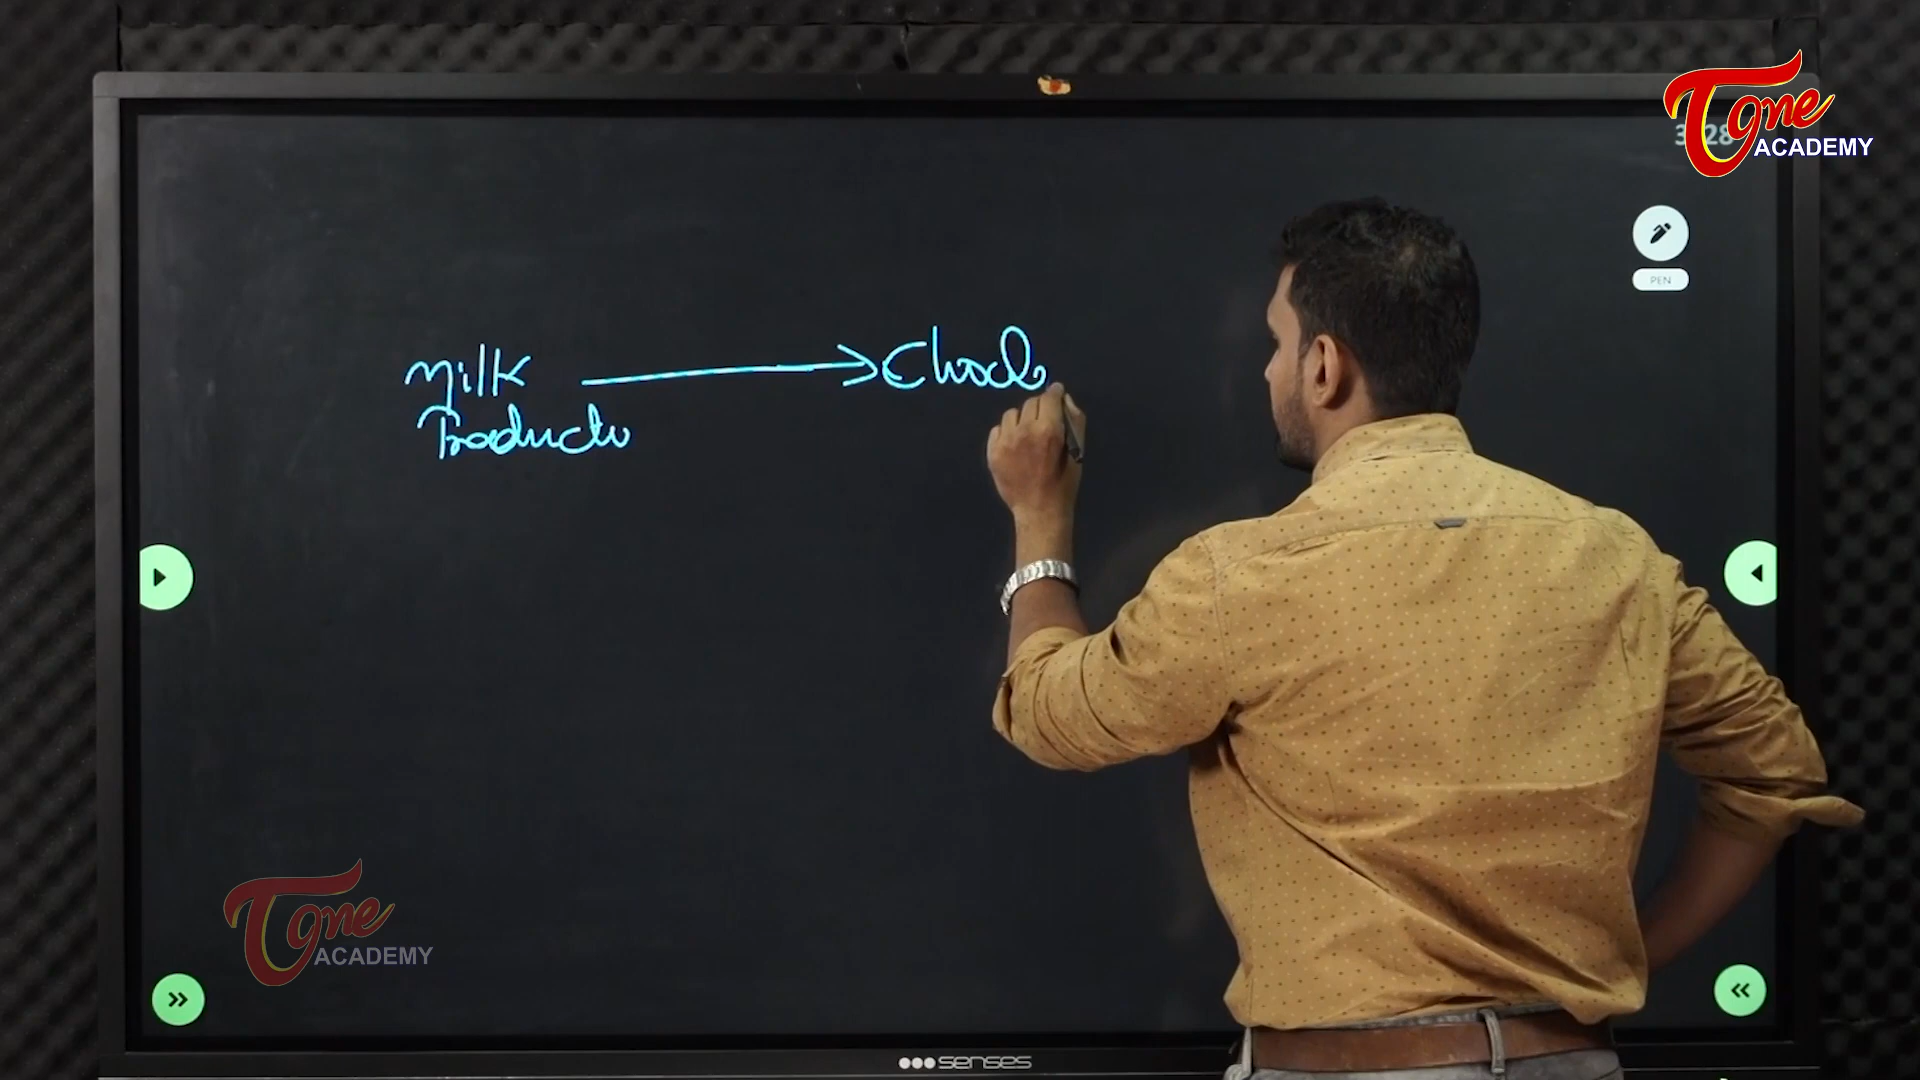 Tone
ACADEMY
PEN
Milk → Chocl
Products
Tone
ACADEMY
senses